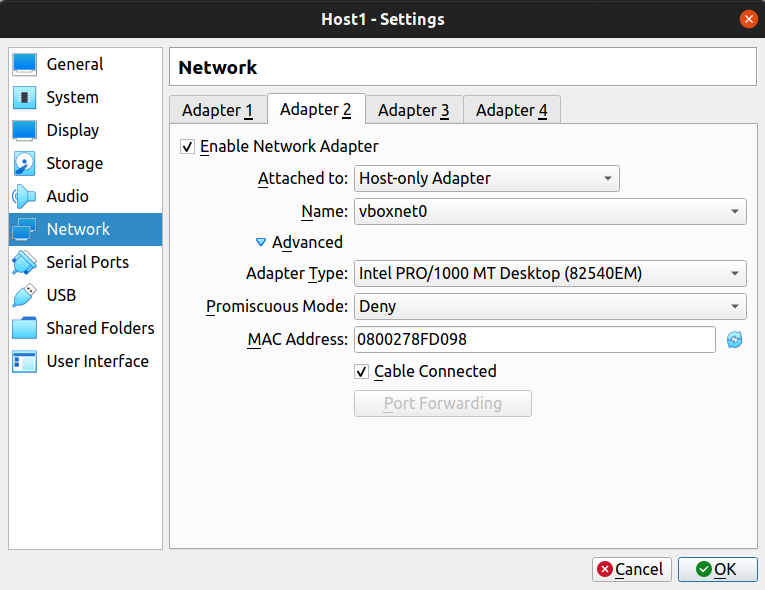 Host1 - Settings
General
System
Display
Storage
Audio
Network
Serial Ports
USB
Shared Folders
User Interface
Network
Adapter 1 Adapter 2 Adapter 3 Adapter 4
Enable Network Adapter
Attached to: Host-only Adapter
Name: vboxnet0
Advanced
Adapter Type: Intel PRO/1000 MT Desktop (82540EM)
Promiscuous Mode: Deny
MAC Address: 0800278FD098
Cable Connected
Port Forwarding
Cancel OK